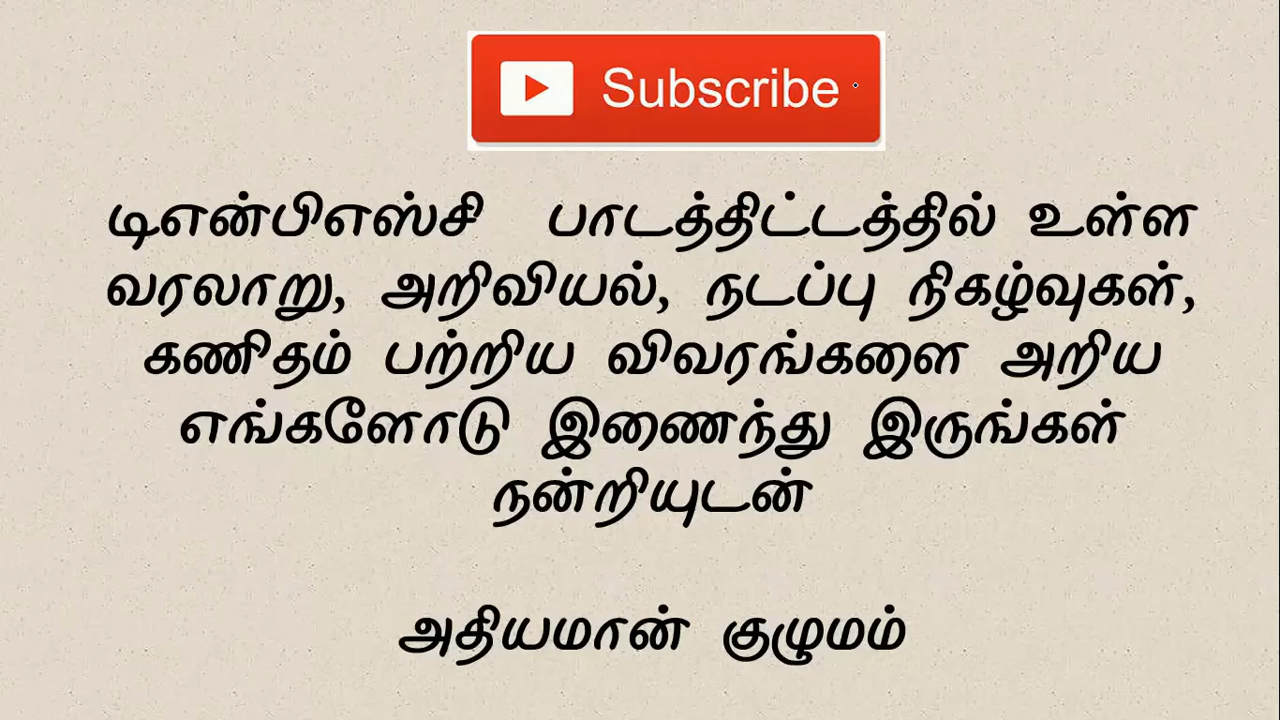 Subscribe
டிஎன்பிஎஸ்சி பாடத்திட்டத்தில் உள்ள
வரலாறு, அறிவியல், நடப்பு நிகழ்வுகள்,
கணிதம் பற்றிய விவரங்களை அறிய
எங்களோடு இணைந்து இருங்கள்
நன்றியுடன்
அதியமான் குழுமம்